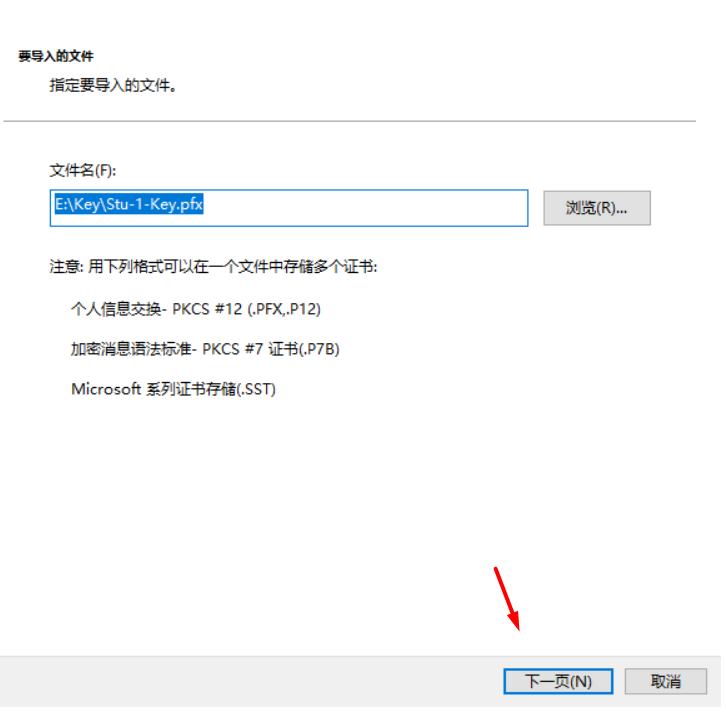 要导入的文件
指定要导入的文件。
文件名(F):
E:\Key\Stu-1-Key.pfx
浏览(R)...
注意: 用下列格式可以在一个文件中存储多个证书:
个人信息交换- PKCS #12 (.PFX,.P12)
加密消息语法标准- PKCS #7 证书(.P7B)
Microsoft 系列证书存储(.SST)
下一页(N)
取消